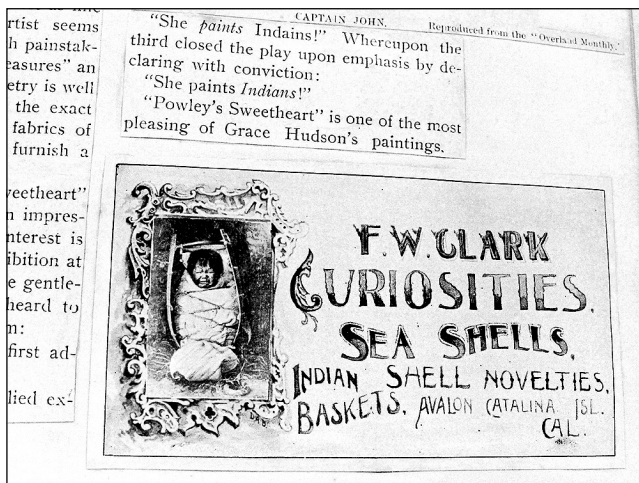 CAPTAIN JOHN.
Reproduced from the "Overland Monthly."
rtist seems
h painstak-
easures" an
etry is well
the exact
fabrics of
furnish a
weetheart"
n impres-
nterest is
ibition at
e gentle-
heard to
m:
first ad-
lied ex-
"She paints Indains!" Whereupon the
third closed the play upon emphasis by de-
claring with conviction:
"She paints Indians!"
"Powley's Sweetheart" is one of the most
pleasing of Grace Hudson's paintings.
F.W. CLARK
CURIOSITIES.
SEA SHELLS.
INDIAN SHELL NOVELTIES.
BASKETS. AVALON CATALINA ISL.
CAL.